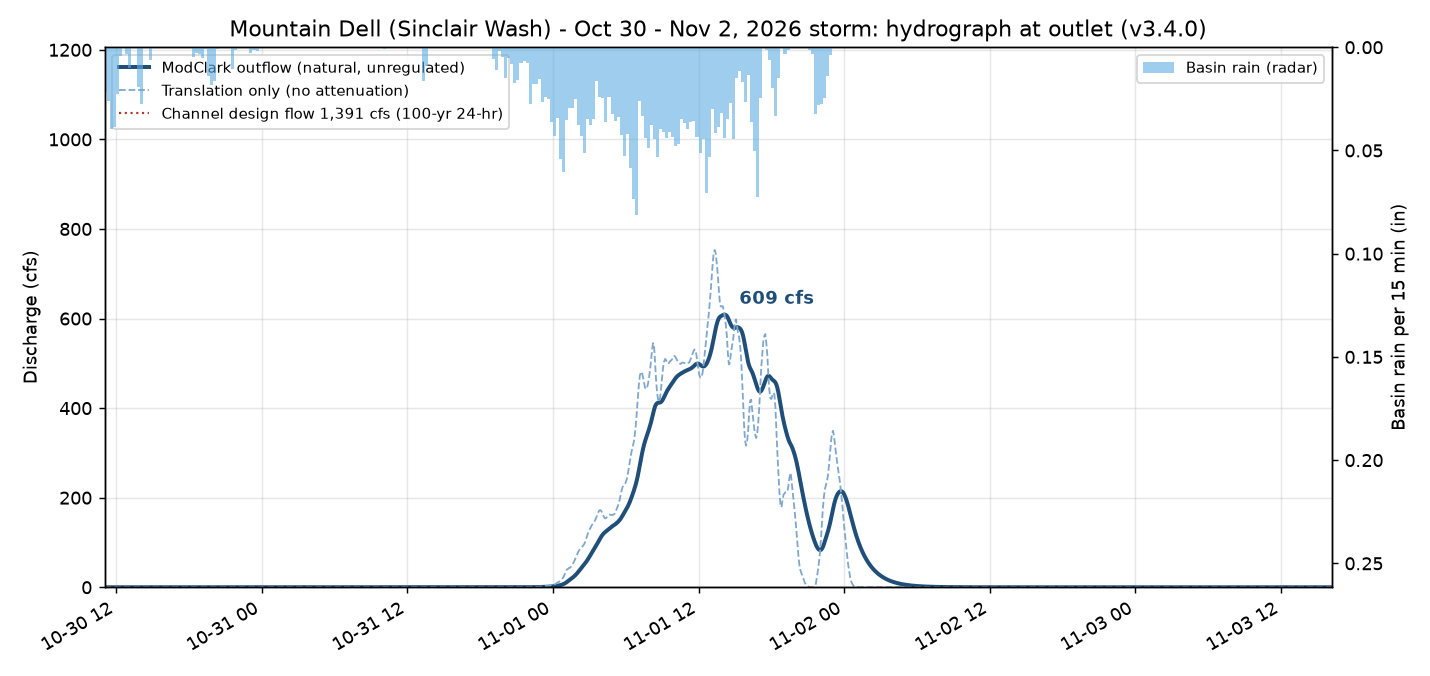 Mountain Dell (Sinclair Wash) - Oct 30 - Nov 2, 2026 storm: hydrograph at outlet (v3.4.0)
ModClark outflow (natural, unregulated)
Translation only (no attenuation)
Channel design flow 1,391 cfs (100-yr 24-hr)
Basin rain (radar)
609 cfs
Discharge (cfs)
1200
1000
800
600
400
200
0
0.00
0.05
0.10
0.15
0.20
0.25
Basin rain per 15 min (in)
10-30 12
10-31 00
10-31 12
11-01 00
11-01 12
11-02 00
11-02 12
11-03 00
11-03 12